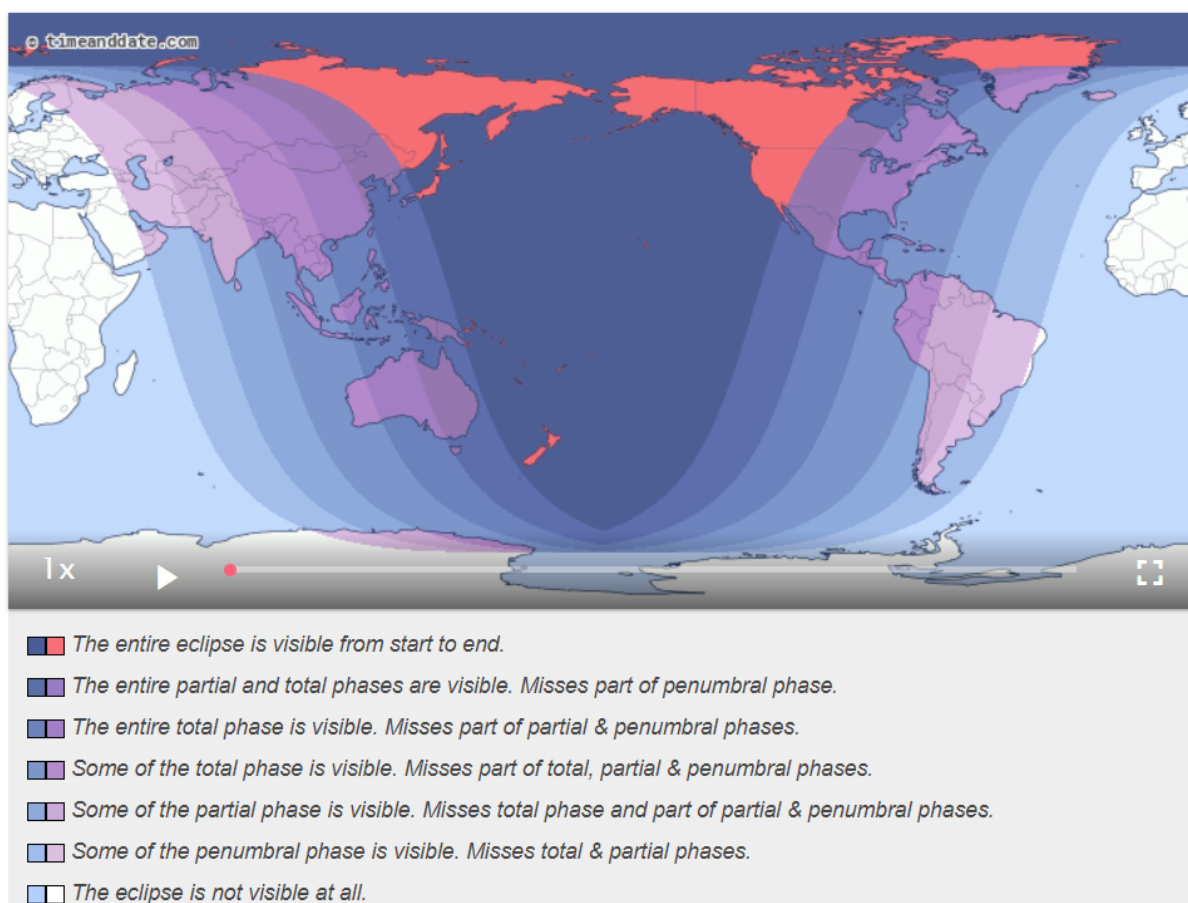 © timeanddate.com
1x
The entire eclipse is visible from start to end.
The entire partial and total phases are visible. Misses part of penumbral phase.
The entire total phase is visible. Misses part of partial & penumbral phases.
Some of the total phase is visible. Misses part of total, partial & penumbral phases.
Some of the partial phase is visible. Misses total phase and part of partial & penumbral phases.
Some of the penumbral phase is visible. Misses total & partial phases.
The eclipse is not visible at all.